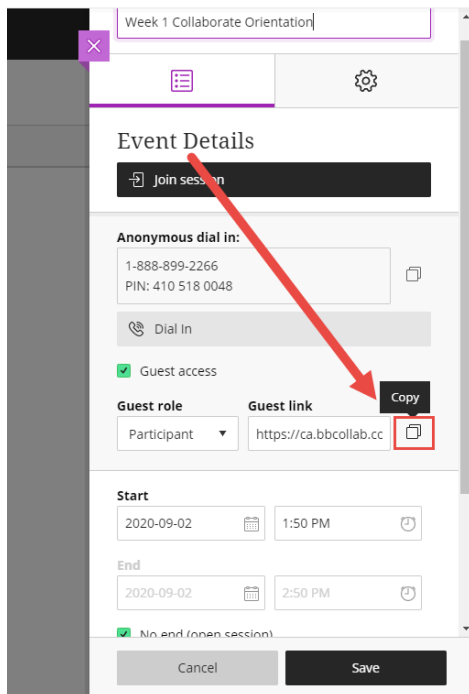 Week 1 Collaborate Orientation
Event Details
Join session
Anonymous dial in:
1-888-899-2266
PIN: 410 518 0048
Dial In
Guest access
Copy
Guest role Guest link
Participant https://ca.bbcollab.cc
Start
2020-09-02 1:50 PM
End
2020-09-02 2:50 PM
No end (open session)
Cancel Save